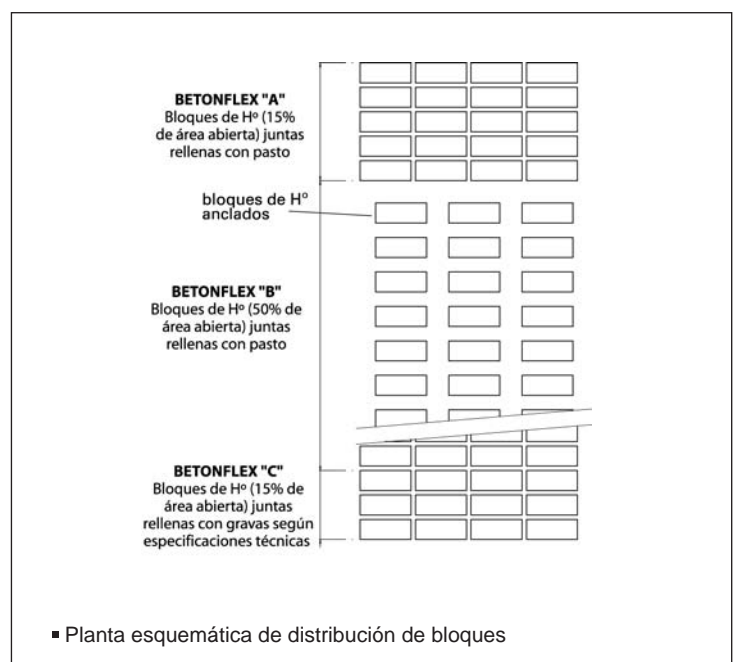 BETONFLEX "A"
Bloques de Hº (15%
de área abierta) juntas
rellenas con pasto
bloques de H°
anclados
BETONFLEX "B"
Bloques de Hº (50% de
área abierta) juntas
rellenas con pasto
BETONFLEX "C"
Bloques de Hº (15% de
área abierta) juntas
rellenas con gravas según
especificaciones técnicas
▪ Planta esquemática de distribución de bloques